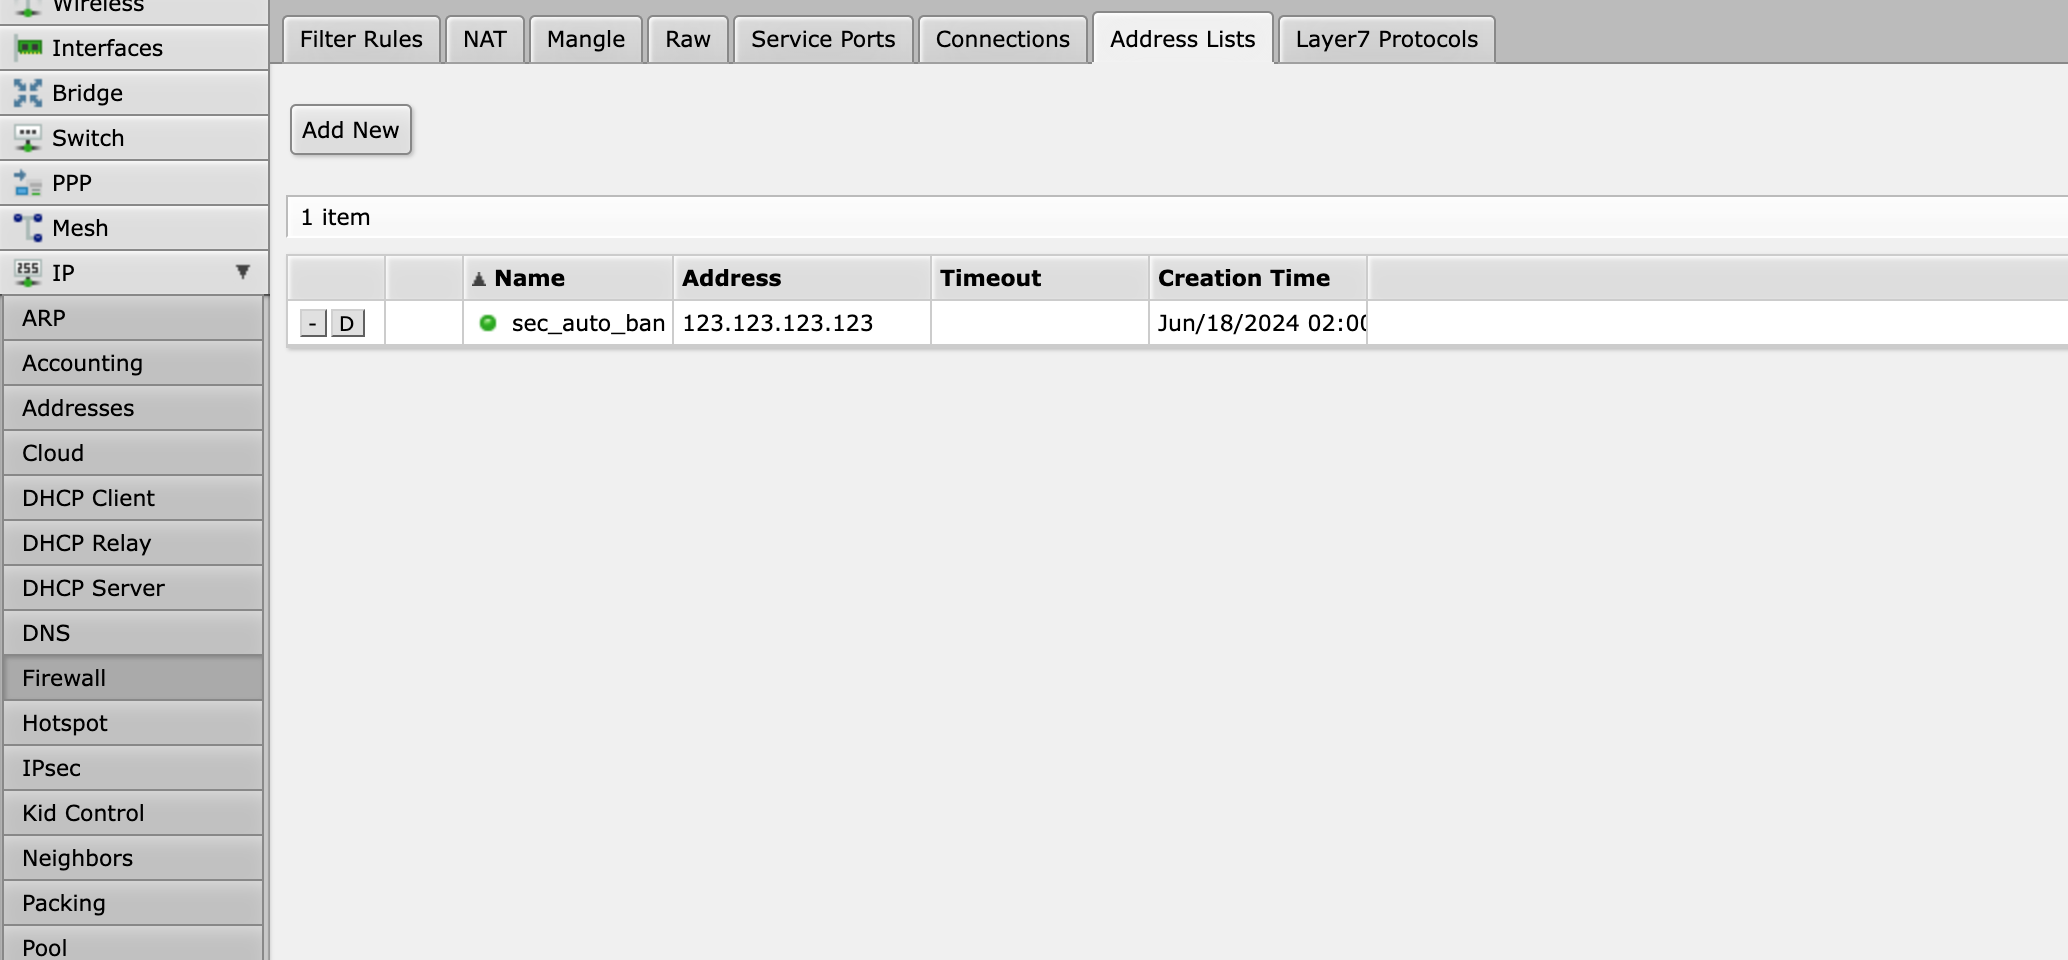 Wireless
Interfaces
Bridge
Switch
PPP
Mesh
255 IP ▼
ARP
Accounting
Addresses
Cloud
DHCP Client
DHCP Relay
DHCP Server
DNS
Firewall
Hotspot
IPsec
Kid Control
Neighbors
Packing
Pool
Filter Rules NAT Mangle Raw Service Ports Connections Address Lists Layer7 Protocols
Add New
1 item
▲ Name Address Timeout Creation Time
- D sec_auto_ban 123.123.123.123 Jun/18/2024 02:00